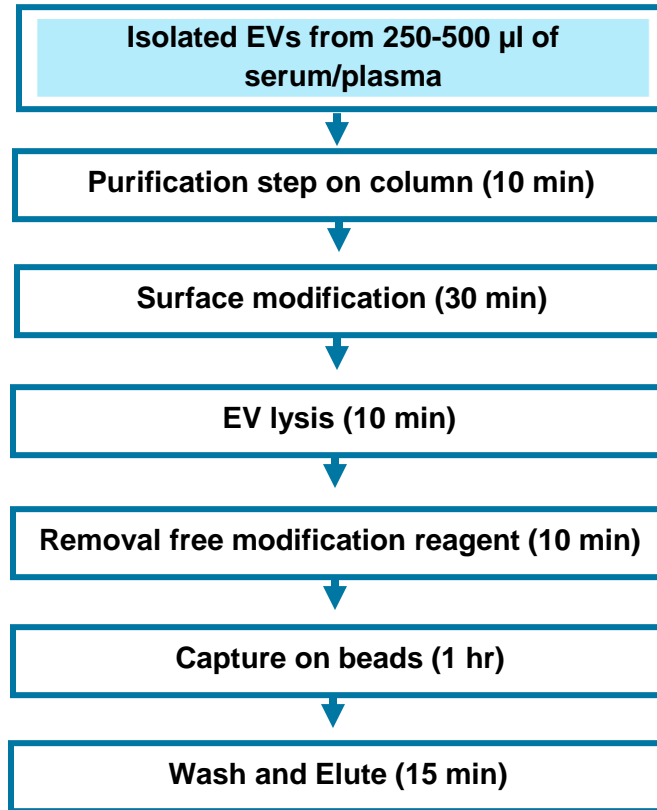 Isolated EVs from 250-500 µl of
serum/plasma
Purification step on column (10 min)
Surface modification (30 min)
EV lysis (10 min)
Removal free modification reagent (10 min)
Capture on beads (1 hr)
Wash and Elute (15 min)